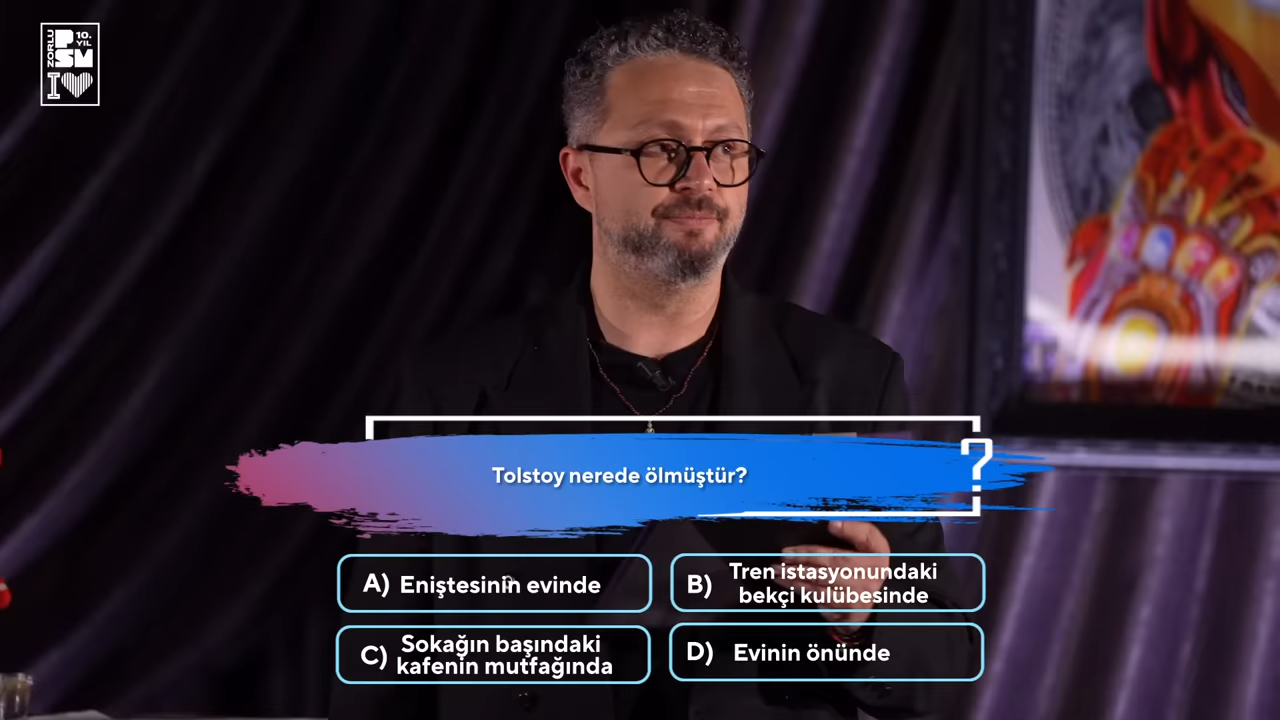 ZORLU
PSM
10.
YIL
I
Tolstoy nerede ölmüştür?
?
A) Eniştesinin evinde
B) Tren istasyonundaki
bekçi kulübesinde
C) Sokağın başındaki
kafenin mutfağında
D) Evinin önünde